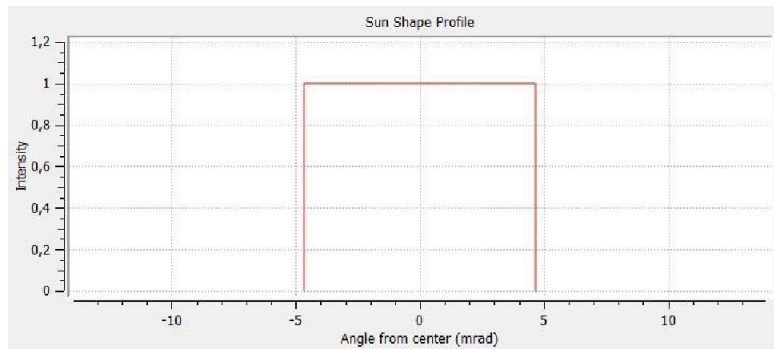 Sun Shape Profile
1,2
1
0,8
0,6
0,4
0,2
0
Intensity
-10 -5 0 5 10
Angle from center (mrad)